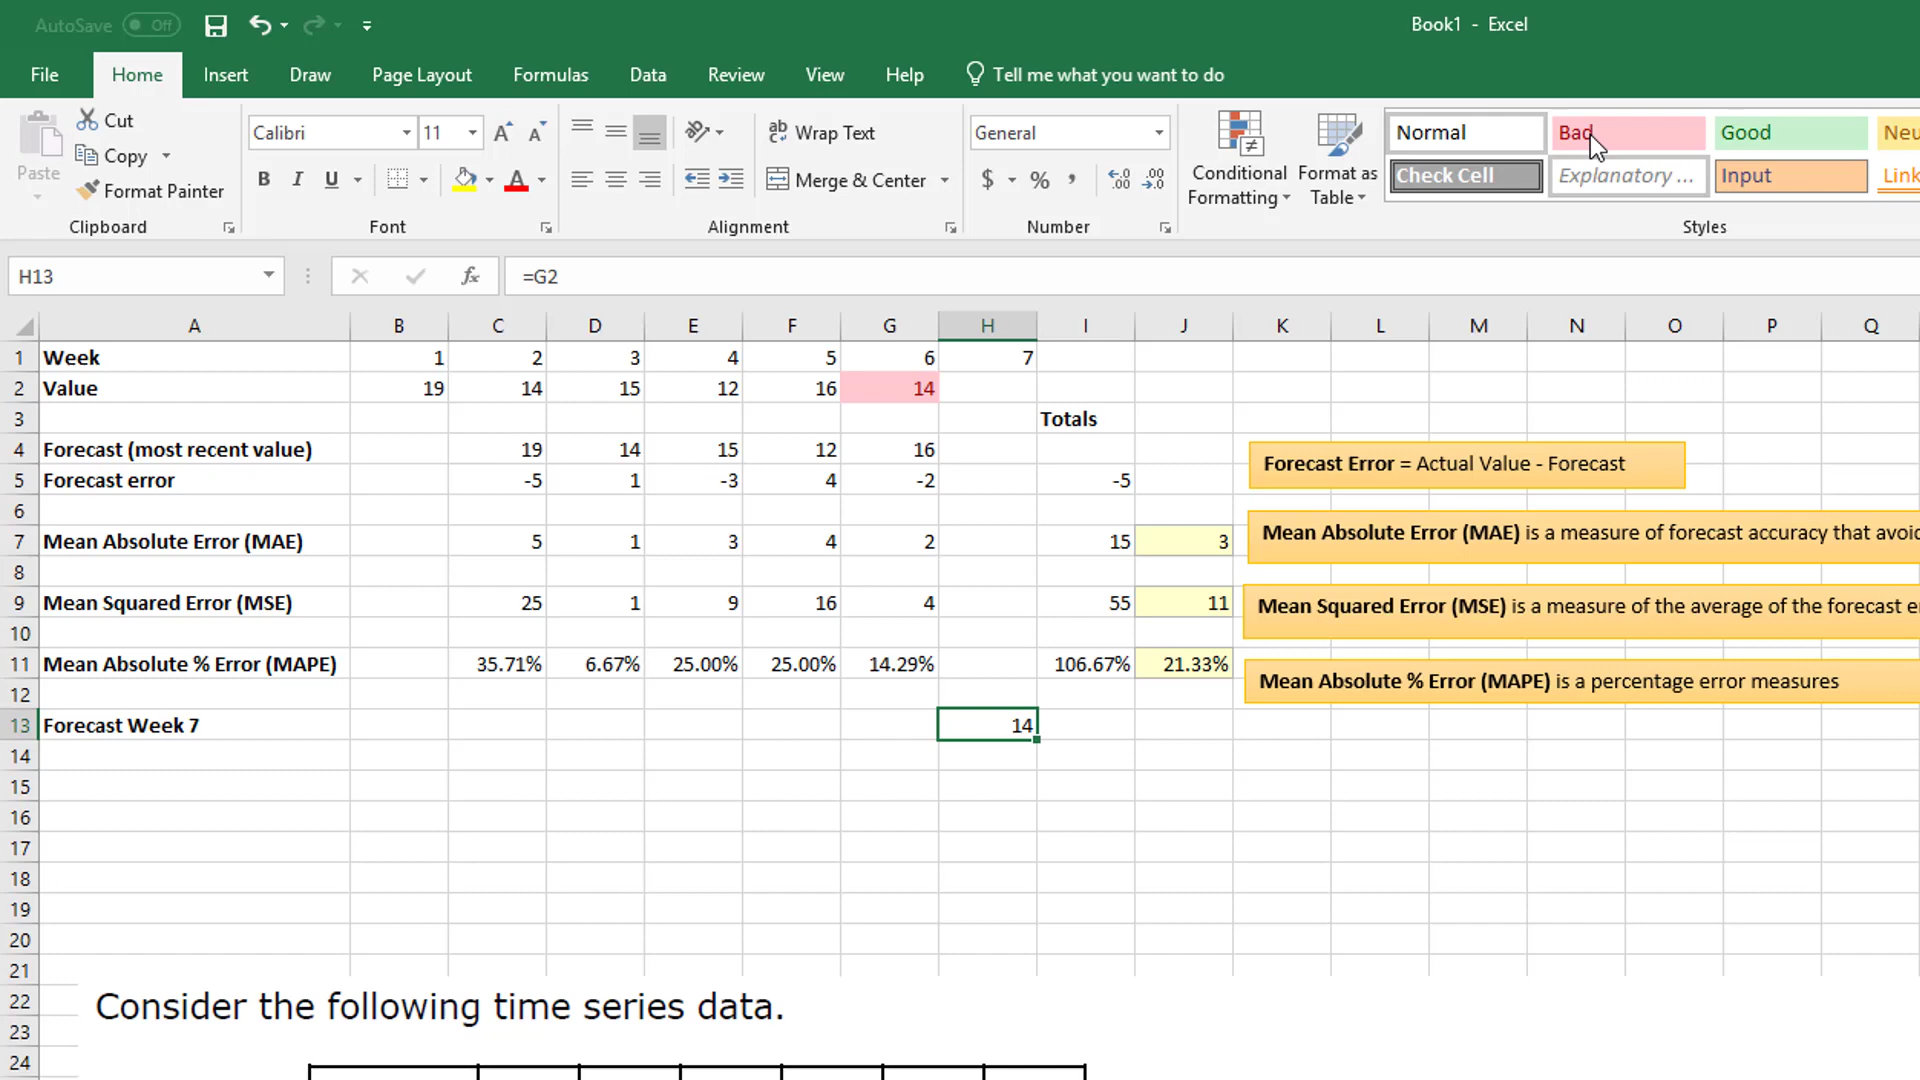 AutoSave Off
Book1 - Excel
File Home Insert Draw Page Layout Formulas Data Review View Help Tell me what you want to do
Paste
Cut
Copy
Format Painter
Clipboard
Calibri 11
B I U
Font
Wrap Text
Merge & Center
Alignment
General
$ % ,
Number
Conditional Formatting
Format as Table
Normal Bad Good Neu
Check Cell Explanatory ... Input Link
Styles
H13 fx =G2
A B C D E F G H I J K L M N O P Q
1 Week 1 2 3 4 5 6 7
2 Value 19 14 15 12 16 14
3 Totals
4 Forecast (most recent value) 19 14 15 12 16
Forecast Error = Actual Value - Forecast
5 Forecast error -5 1 -3 4 -2 -5
6
7 Mean Absolute Error (MAE) 5 1 3 4 2 15 3
Mean Absolute Error (MAE) is a measure of forecast accuracy that avoid
8
9 Mean Squared Error (MSE) 25 1 9 16 4 55 11
Mean Squared Error (MSE) is a measure of the average of the forecast e
10
11 Mean Absolute % Error (MAPE) 35.71% 6.67% 25.00% 25.00% 14.29% 106.67% 21.33%
Mean Absolute % Error (MAPE) is a percentage error measures
12
13 Forecast Week 7 14
14
15
16
17
18
19
20
21
22
Consider the following time series data.
23
24